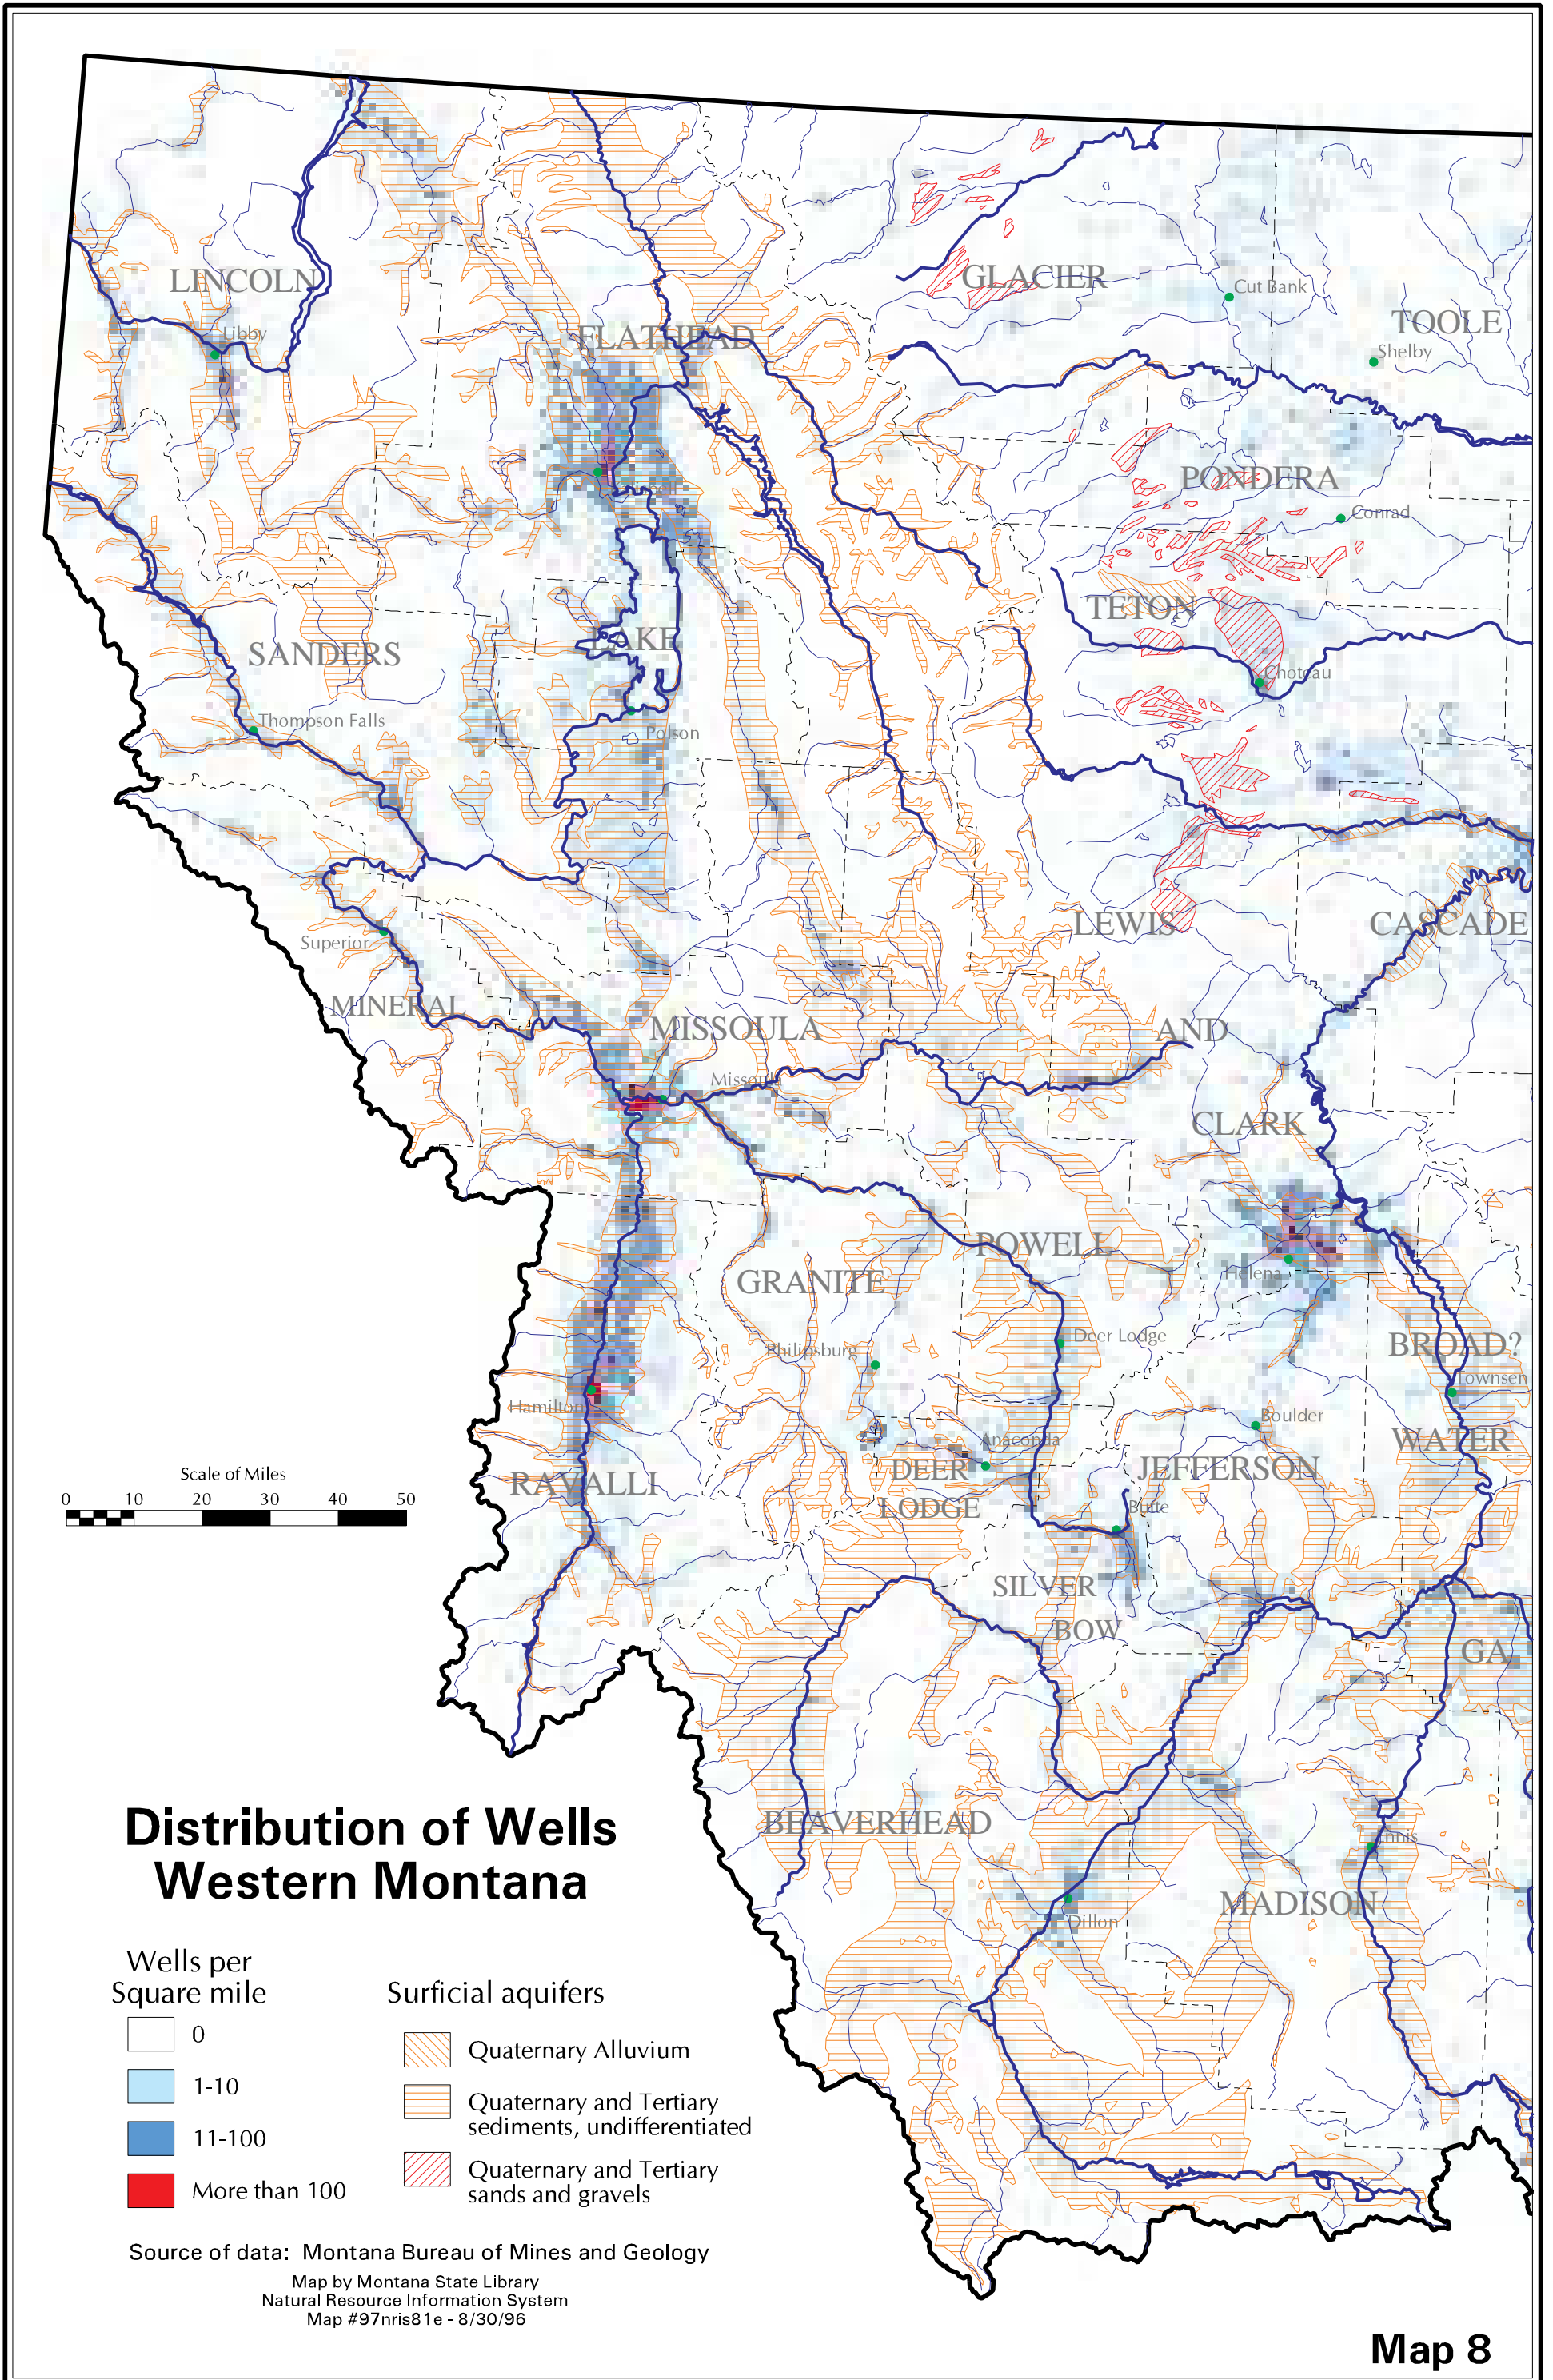 LINCOLN
Libby
FLATHEAD
GLACIER
Cut Bank
TOOLE
Shelby
PONDERA
Conrad
TETON
Choteau
LAKE
SANDERS
Thompson Falls
Polson
LEWIS
CASCADE
Superior
MINERAL
MISSOULA
AND
Missoula
CLARK
POWELL
GRANITE
Helena
Deer Lodge
BROAD?
Philipsburg
Townsen
Hamilton
Boulder
Anaconda
WATER
DEER
JEFFERSON
RAVALLI
LODGE
Butte
Scale of Miles
0 10 20 30 40 50
SILVER
BOW
GA
BEAVERHEAD
Ennis
MADISON
Dillon
Distribution of Wells
Western Montana
Wells per
Square mile
0
1-10
11-100
More than 100
Surficial aquifers
Quaternary Alluvium
Quaternary and Tertiary
sediments, undifferentiated
Quaternary and Tertiary
sands and gravels
Source of data: Montana Bureau of Mines and Geology
Map by Montana State Library
Natural Resource Information System
Map #97nris81e - 8/30/96
Map 8